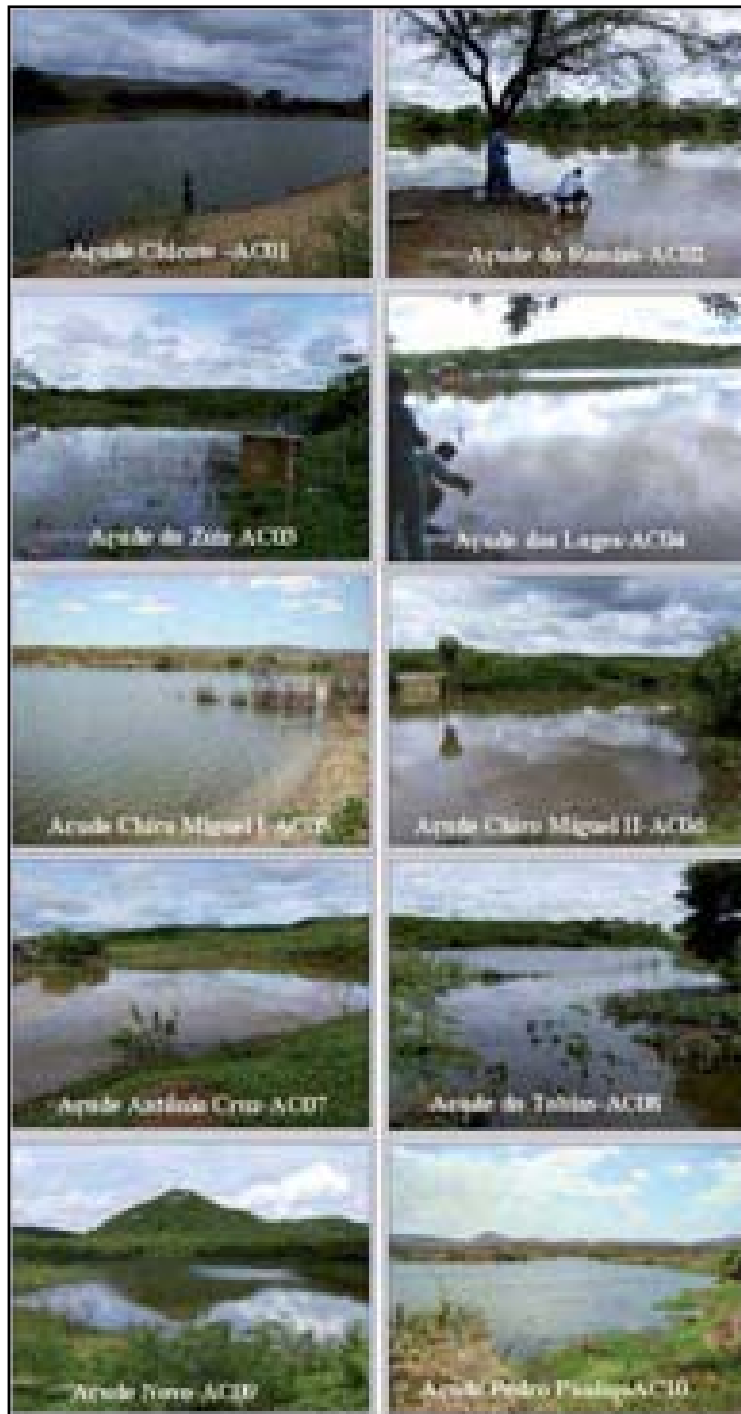 Açude -AC01
Açude do AC02
Açude do AC03
Açude das Lages-AC04
Açude Chico Miguel I-AC05
Açude Chico Miguel II-AC06
Açude Antônio Cruz-AC07
Açude do Tobias-AC08
Açude Novo-AC09
Açude Pedro AC10